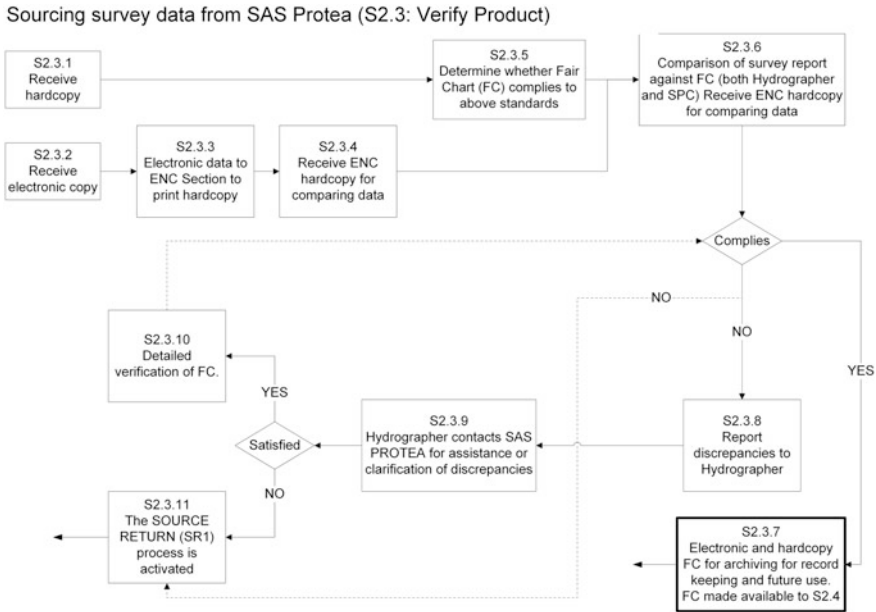 Sourcing survey data from SAS Protea (S2.3: Verify Product)
S2.3.1
Receive
hardcopy
S2.3.5
Determine whether Fair
Chart (FC) complies to
above standards
S2.3.6
Comparison of survey report
against FC (both Hydrographer
and SPC) Receive ENC hardcopy
for comparing data
S2.3.2
Receive
electronic copy
S2.3.3
Electronic data to
ENC Section to
print hardcopy
S2.3.4
Receive ENC
hardcopy for
comparing data
Complies
NO
NO
YES
S2.3.10
Detailed
verification of FC.
YES
Satisfied
NO
S2.3.9
Hydrographer contacts SAS
PROTEA for assistance or
clarification of discrepancies
S2.3.8
Report
discrepancies to
Hydrographer
S2.3.11
The SOURCE
RETURN (SR1)
process is
activated
S2.3.7
Electronic and hardcopy
FC for archiving for record
keeping and future use.
FC made available to S2.4